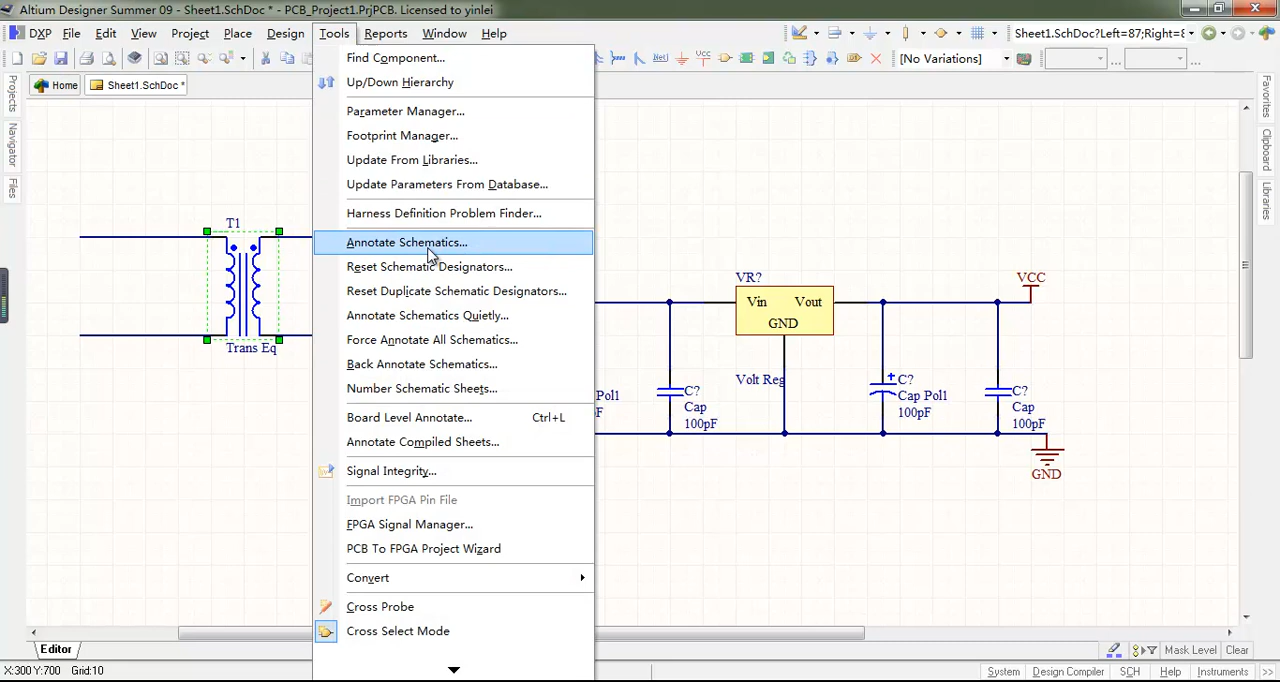 Altium Designer Summer 09 - Sheet1.SchDoc * - PCB_Project1.PrjPCB. Licensed to yinlei
DXP File Edit View Project Place Design Tools Reports Window Help Sheet1.SchDoc?Left=87;Right=8
[No Variations] ... ...
Home Sheet1.SchDoc *
Projects
Navigator
Files
Favorites
Clipboard
Libraries
Find Component...
Up/Down Hierarchy
Parameter Manager...
Footprint Manager...
Update From Libraries...
Update Parameters From Database...
Harness Definition Problem Finder...
Annotate Schematics...
Reset Schematic Designators...
Reset Duplicate Schematic Designators...
Annotate Schematics Quietly...
Force Annotate All Schematics...
Back Annotate Schematics...
Number Schematic Sheets...
Board Level Annotate... Ctrl+L
Annotate Compiled Sheets...
Signal Integrity...
Import FPGA Pin File
FPGA Signal Manager...
PCB To FPGA Project Wizard
Convert
Cross Probe
Cross Select Mode
T1
Trans Eq
C?
Cap
100pF
VR?
Vin Vout
GND
Volt Reg
C?
Cap Pol1
100pF
C?
Cap
100pF
VCC
GND
Editor
Mask Level Clear
X:300 Y:700 Grid:10
System Design Compiler SCH Help Instruments >>